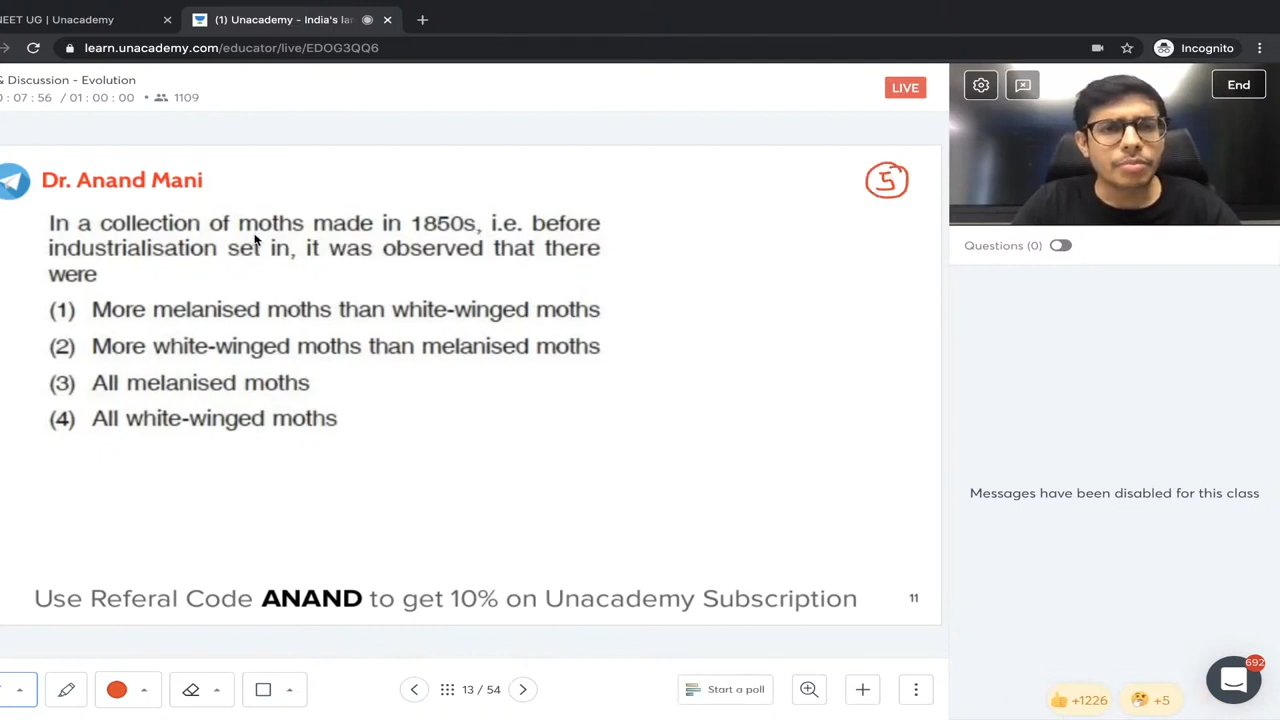 NEET UG | Unacademy
(1) Unacademy - India's lar
learn.unacademy.com/educator/live/EDOG3QQ6
Incognito
& Discussion - Evolution
0 : 07 : 56 / 01 : 00 : 00 • 1109
LIVE
End
Dr. Anand Mani
5
In a collection of moths made in 1850s, i.e. before
industrialisation set in, it was observed that there
were
(1) More melanised moths than white-winged moths
(2) More white-winged moths than melanised moths
(3) All melanised moths
(4) All white-winged moths
Questions (0)
Messages have been disabled for this class
Use Referal Code ANAND to get 10% on Unacademy Subscription
11
13 / 54
Start a poll
692
+1226
+5